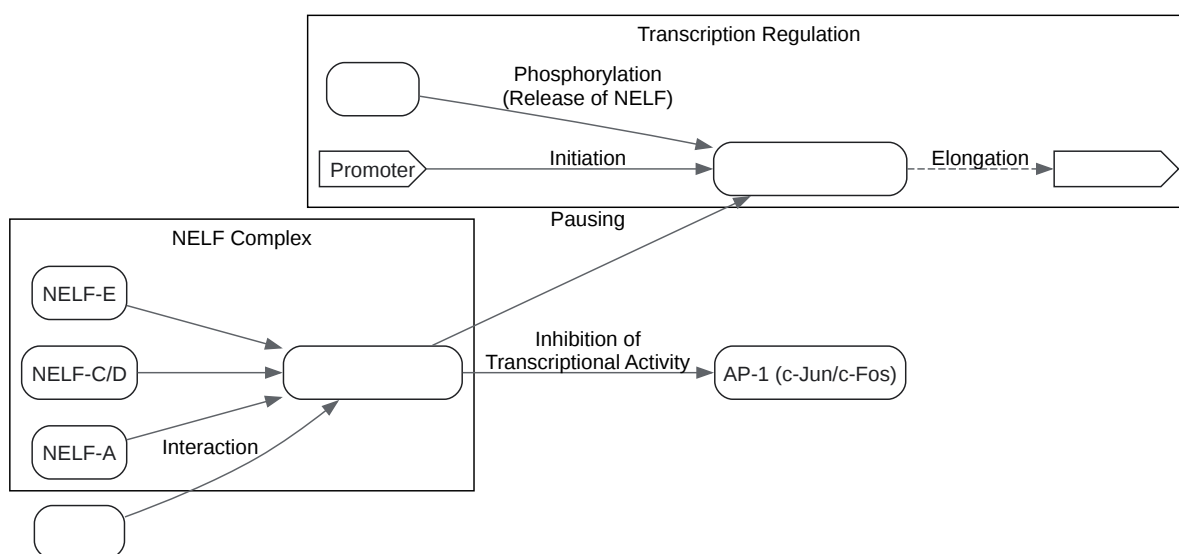 Transcription Regulation
Phosphorylation
(Release of NELF)
Promoter
Initiation
Elongation
Pausing
NELF Complex
NELF-E
NELF-C/D
NELF-A
Interaction
Inhibition of
Transcriptional Activity
AP-1 (c-Jun/c-Fos)